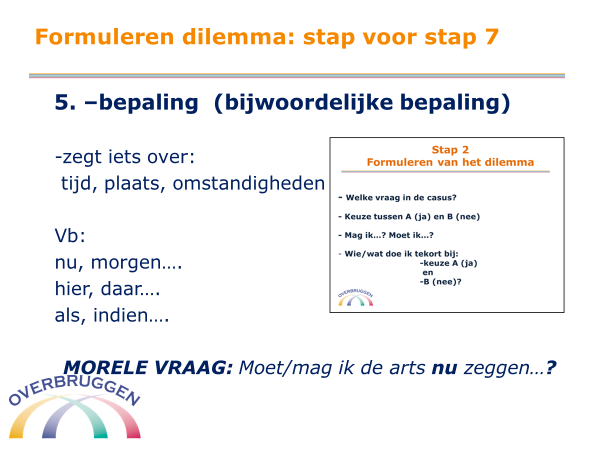 Formuleren dilemma: stap voor stap 7
5. –bepaling (bijwoordelijke bepaling)
-zegt iets over:
tijd, plaats, omstandigheden
Vb:
nu, morgen….
hier, daar….
als, indien….
Stap 2
Formuleren van het dilemma
- Welke vraag in de casus?
- Keuze tussen A (ja) en B (nee)
- Mag ik…? Moet ik…?
- Wie/wat doe ik tekort bij:
-keuze A (ja)
en
-B (nee)?
OVERBRUGGEN
MORELE VRAAG: Moet/mag ik de arts nu zeggen…?
OVERBRUGGEN